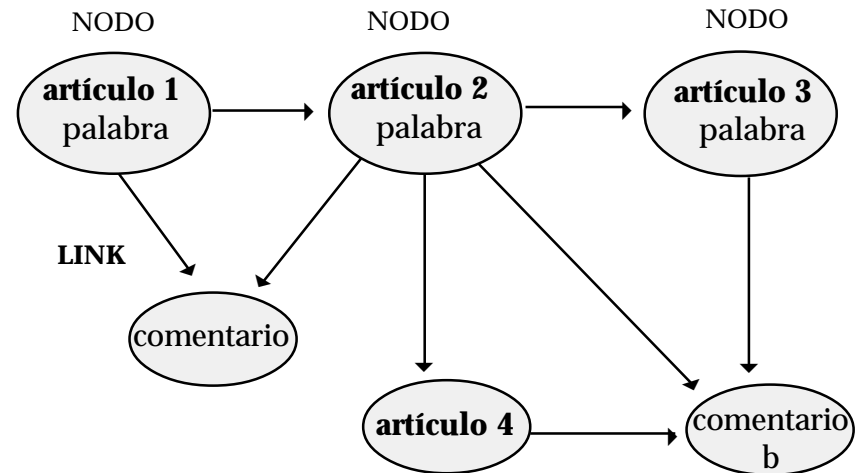 NODO
NODO
NODO
artículo 1
palabra
artículo 2
palabra
artículo 3
palabra
LINK
comentario
artículo 4
comentario
b